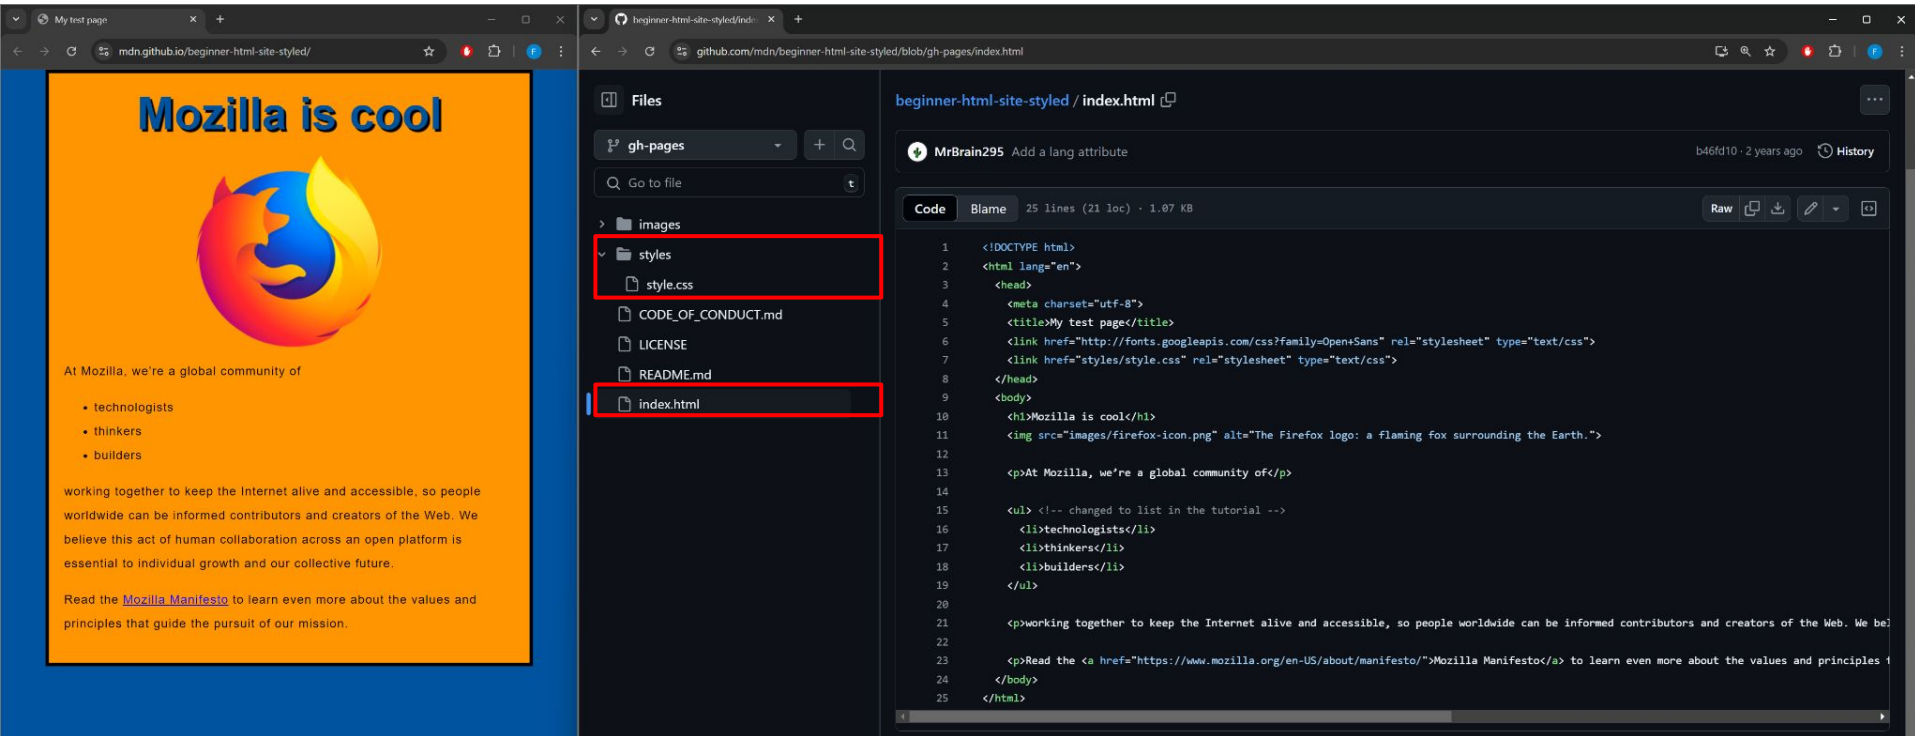 My test page
mdn.github.io/beginner-html-site-styled/
F
Mozilla is cool
At Mozilla, we're a global community of
• technologists
• thinkers
• builders
working together to keep the Internet alive and accessible, so people
worldwide can be informed contributors and creators of the Web. We
believe this act of human collaboration across an open platform is
essential to individual growth and our collective future.
Read the Mozilla Manifesto to learn even more about the values and
principles that guide the pursuit of our mission.
beginner-html-site-styled/inde
github.com/mdn/beginner-html-site-styled/blob/gh-pages/index.html
F
Files
gh-pages
Go to file
t
images
styles
style.css
CODE_OF_CONDUCT.md
LICENSE
README.md
index.html
beginner-html-site-styled / index.html
MrBrain295 Add a lang attribute
b46fd10 · 2 years ago
History
Code Blame 25 lines (21 loc) · 1.07 KB
Raw
1 <!DOCTYPE html>
2 <html lang="en">
3 <head>
4 <meta charset="utf-8">
5 <title>My test page</title>
6 <link href="http://fonts.googleapis.com/css?family=Open+Sans" rel="stylesheet" type="text/css">
7 <link href="styles/style.css" rel="stylesheet" type="text/css">
8 </head>
9 <body>
10 <h1>Mozilla is cool</h1>
11 <img src="images/firefox-icon.png" alt="The Firefox logo: a flaming fox surrounding the Earth.">
12
13 <p>At Mozilla, we're a global community of</p>
14
15 <ul> <!-- changed to list in the tutorial -->
16 <li>technologists</li>
17 <li>thinkers</li>
18 <li>builders</li>
19 </ul>
20
21 <p>working together to keep the Internet alive and accessible, so people worldwide can be informed contributors and creators of the Web. We bel
22
23 <p>Read the <a href="https://www.mozilla.org/en-US/about/manifesto/">Mozilla Manifesto</a> to learn even more about the values and principles t
24 </body>
25 </html>